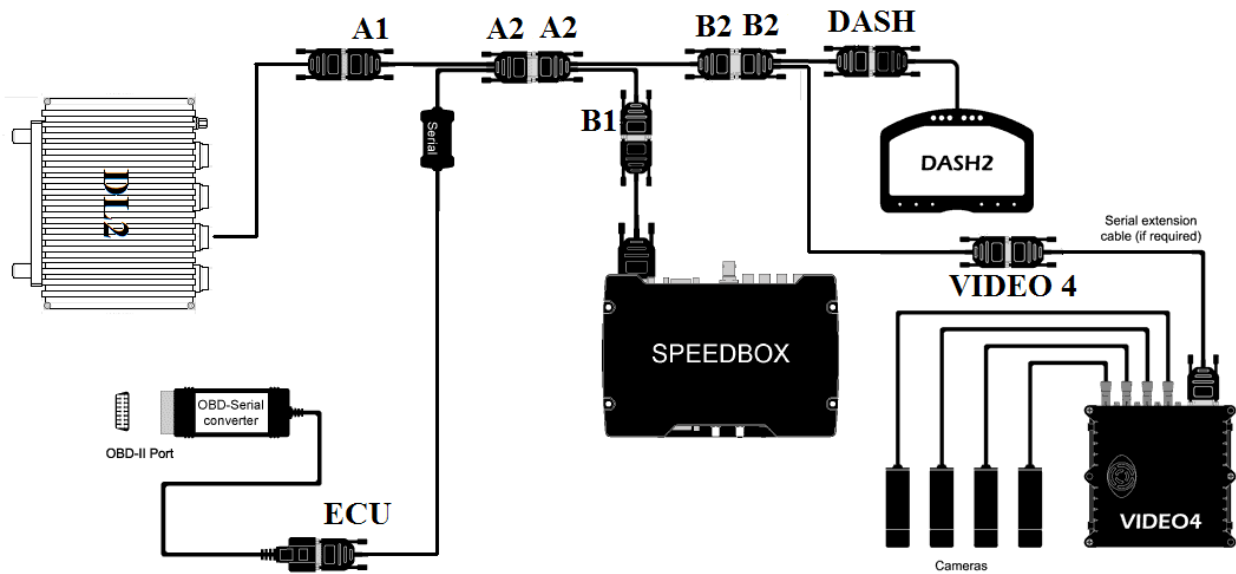 A1
A2 A2
B2 B2
DASH
B1
Serial
DL2
DASH2
Serial extension
cable (if required)
VIDEO 4
SPEEDBOX
OBD-Serial
converter
OBD-II Port
ECU
VIDEO4
Cameras